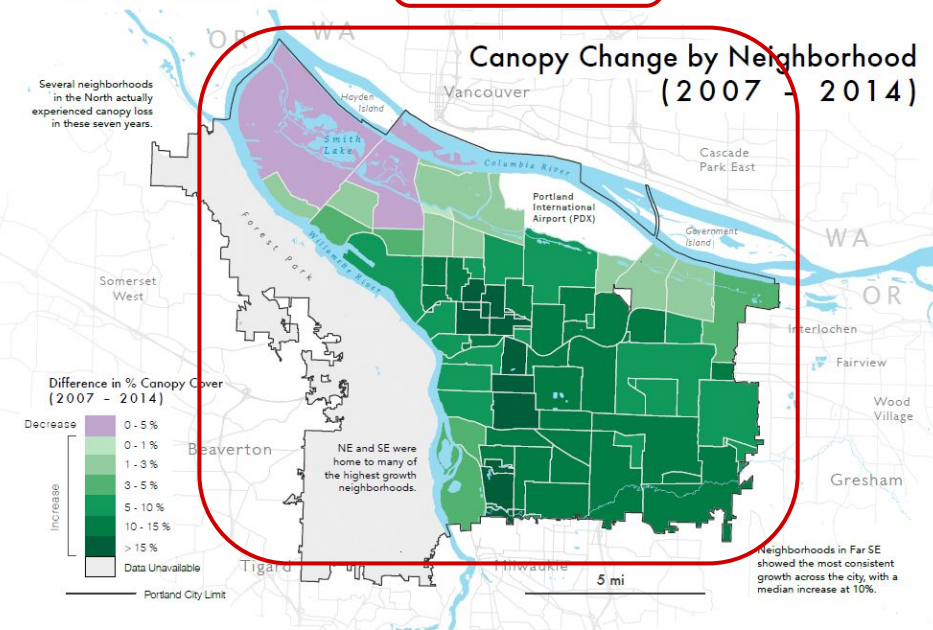 OR
WA
Canopy Change by Neighborhood
(2007 – 2014)
Several neighborhoods
in the North actually
experienced canopy loss
in these seven years.
Hayden
Island
Vancouver
Smith
Lake
Columbia River
Cascade
Park East
Portland
International
Airport (PDX)
Government
Island
WA
Forest Park
Willamette River
Somerset
West
OR
Interlochen
Fairview
Wood
Village
Difference in % Canopy Cover
(2007 – 2014)
Decrease
0 - 5 %
0 - 1 %
1 - 3 %
3 - 5 %
5 - 10 %
10 - 15 %
> 15 %
Increase
Data Unavailable
Portland City Limit
Beaverton
NE and SE were
home to many of
the highest growth
neighborhoods.
Gresham
Tigard
Milwaukie
5 mi
Neighborhoods in Far SE
showed the most consistent
growth across the city, with a
median increase at 10%.